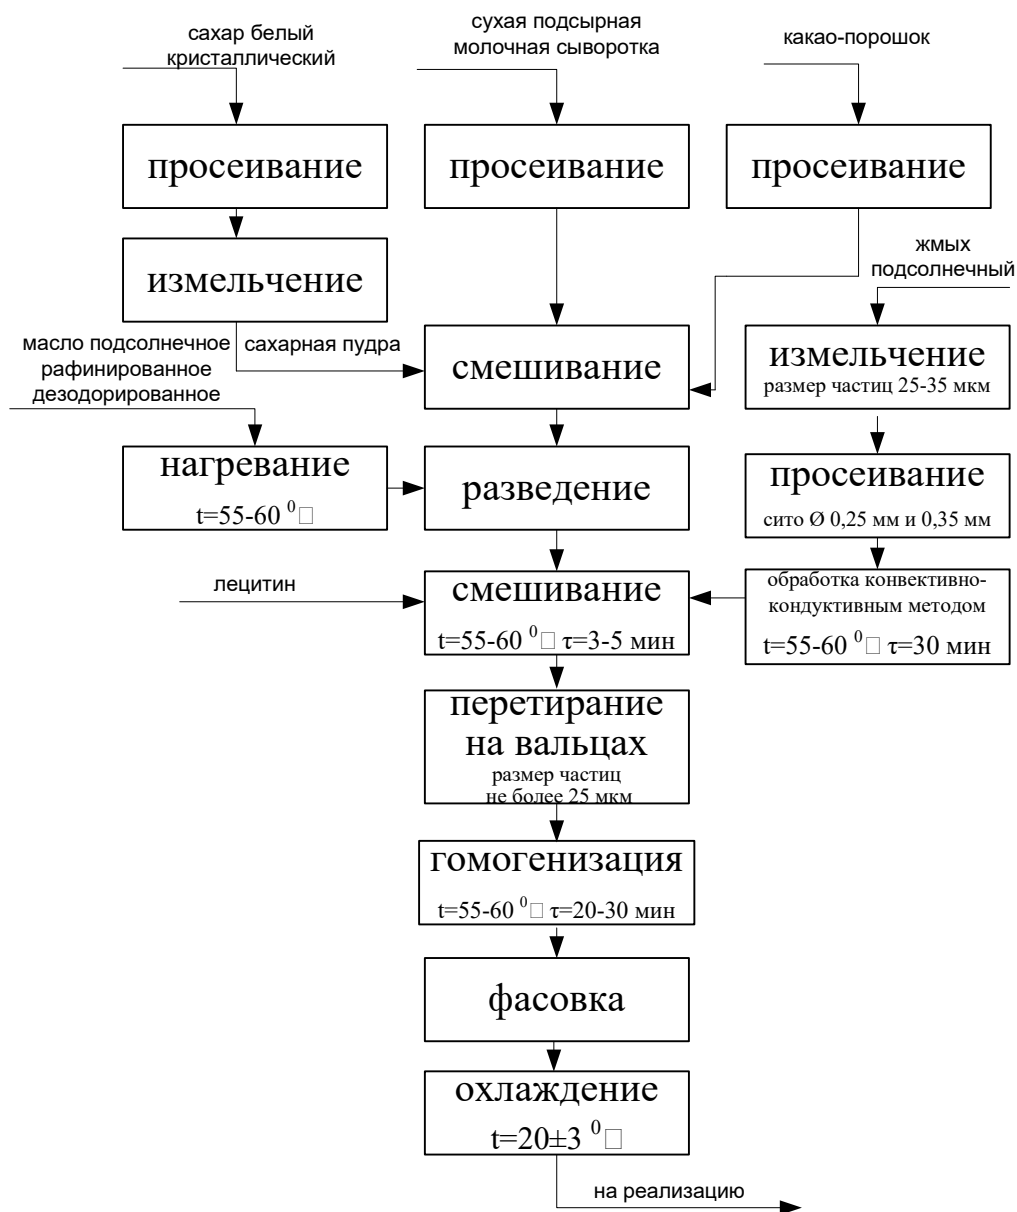 сахар белый
кристаллический
сухая подсырная
молочная сыворотка
какао-порошок
просеивание
просеивание
просеивание
измельчение
жмых
подсолнечный
масло подсолнечное
рафинированное
дезодорированное
сахарная пудра
смешивание
измельчение
размер частиц 25-35 мкм
нагревание
t=55-60 ⁰□
разведение
просеивание
сито Ø 0,25 мм и 0,35 мм
лецитин
смешивание
t=55-60 ⁰□ τ=3-5 мин
обработка конвективно-
кондуктивным методом
t=55-60 ⁰□ τ=30 мин
перетирание
на вальцах
размер частиц
не более 25 мкм
гомогенизация
t=55-60 ⁰□ τ=20-30 мин
фасовка
охлаждение
t=20±3 ⁰□
на реализацию